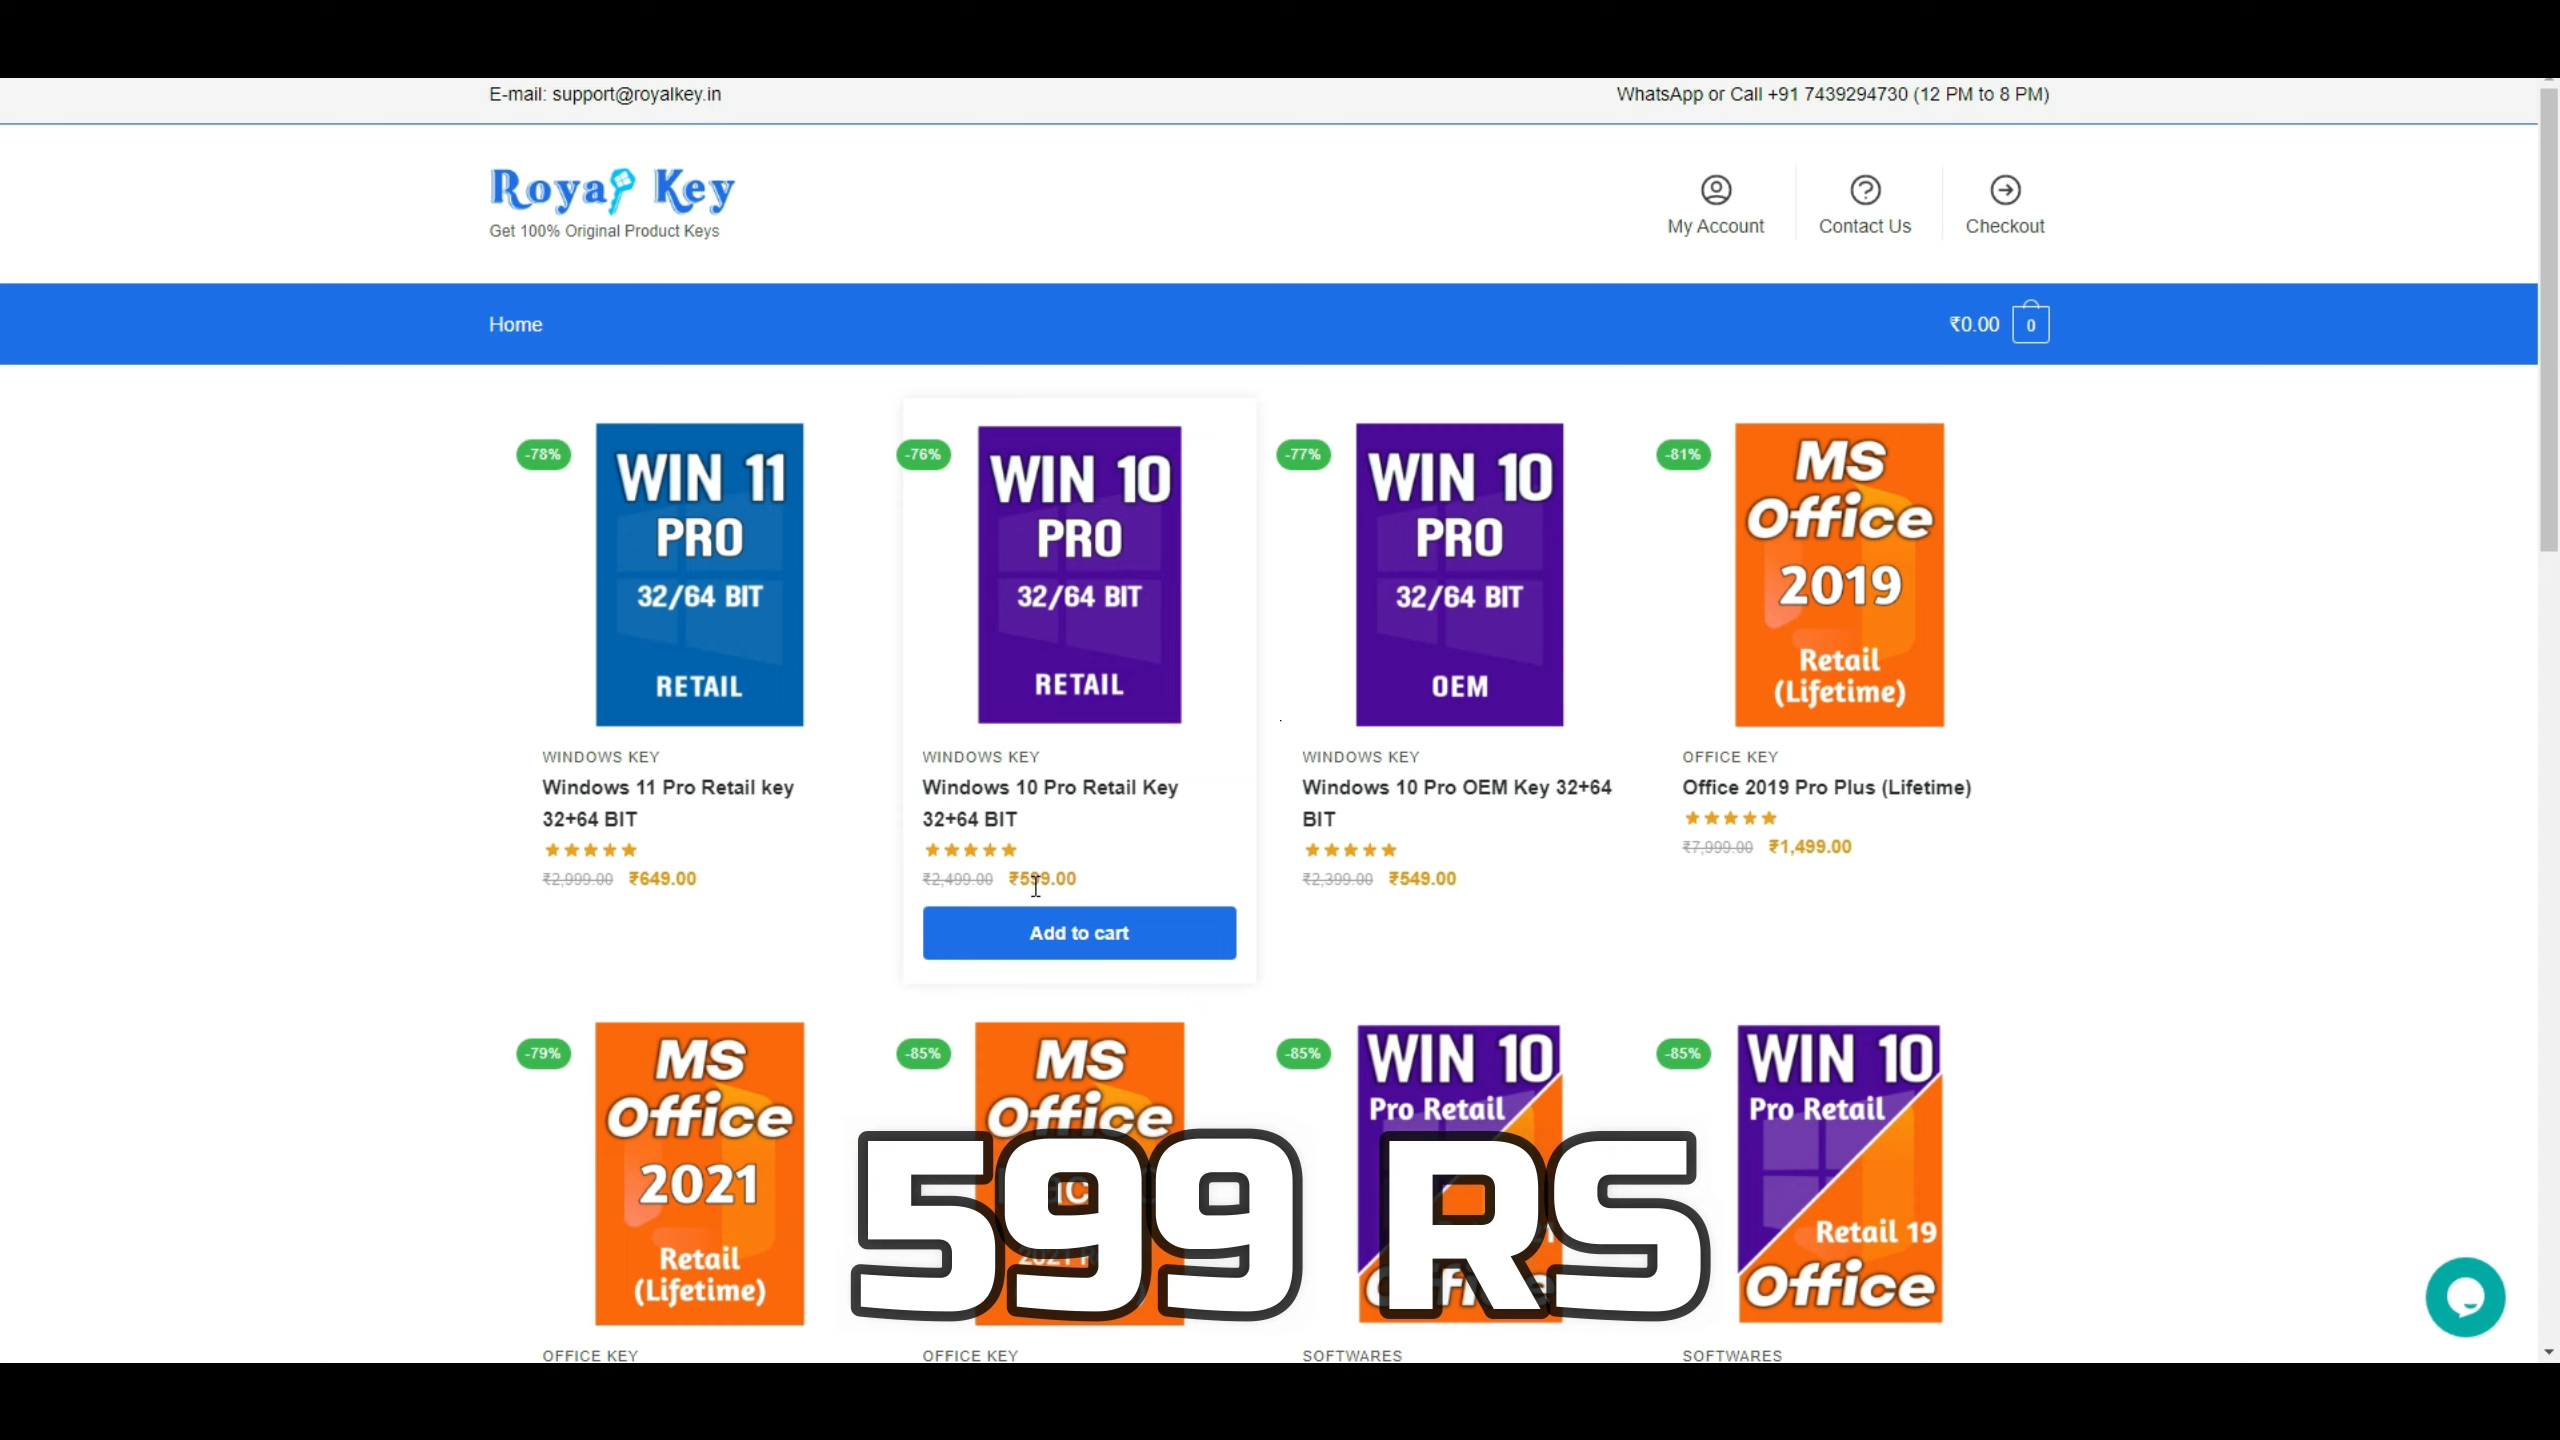 E-mail: support@royalkey.in
WhatsApp or Call +91 7439294730 (12 PM to 8 PM)
Royal Key
Get 100% Original Product Keys
My Account
Contact Us
Checkout
Home
₹0.00
0
-78%
WIN 11
PRO
32/64 BIT
RETAIL
WINDOWS KEY
Windows 11 Pro Retail key
32+64 BIT
₹2,999.00 ₹649.00
-76%
WIN 10
PRO
32/64 BIT
RETAIL
WINDOWS KEY
Windows 10 Pro Retail Key
32+64 BIT
₹2,499.00 ₹599.00
Add to cart
-77%
WIN 10
PRO
32/64 BIT
OEM
WINDOWS KEY
Windows 10 Pro OEM Key 32+64
BIT
₹2,399.00 ₹549.00
-81%
MS
Office
2019
Retail
(Lifetime)
OFFICE KEY
Office 2019 Pro Plus (Lifetime)
₹7,999.00 ₹1,499.00
-79%
MS
Office
2021
Retail
(Lifetime)
OFFICE KEY
-85%
MS
Office
OFFICE KEY
-85%
WIN 10
Pro Retail
SOFTWARES
-85%
WIN 10
Pro Retail
Retail 19
Office
SOFTWARES
599 RS